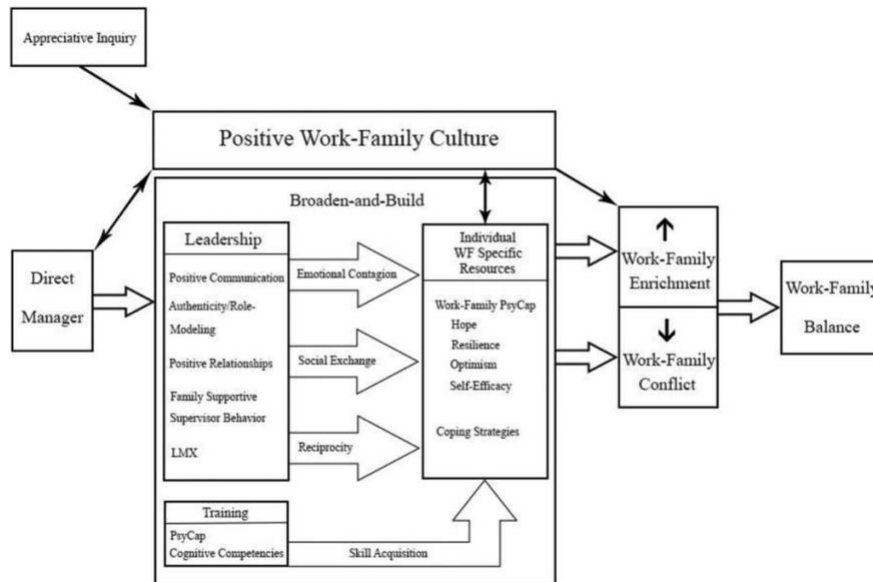 Appreciative Inquiry
Positive Work-Family Culture
Broaden-and-Build
Direct
Manager
Leadership
Positive Communication
Authenticity/Role-
Modeling
Positive Relationships
Family Supportive
Supervisor Behavior
LMX
Emotional Contagion
Social Exchange
Reciprocity
Individual
WF Specific
Resources
Work-Family PsyCap
Hope
Resilience
Optimism
Self-Efficacy
Coping Strategies
Training
PsyCap
Cognitive Competencies
Skill Acquisition
Work-Family
Enrichment
Work-Family
Conflict
Work-Family
Balance